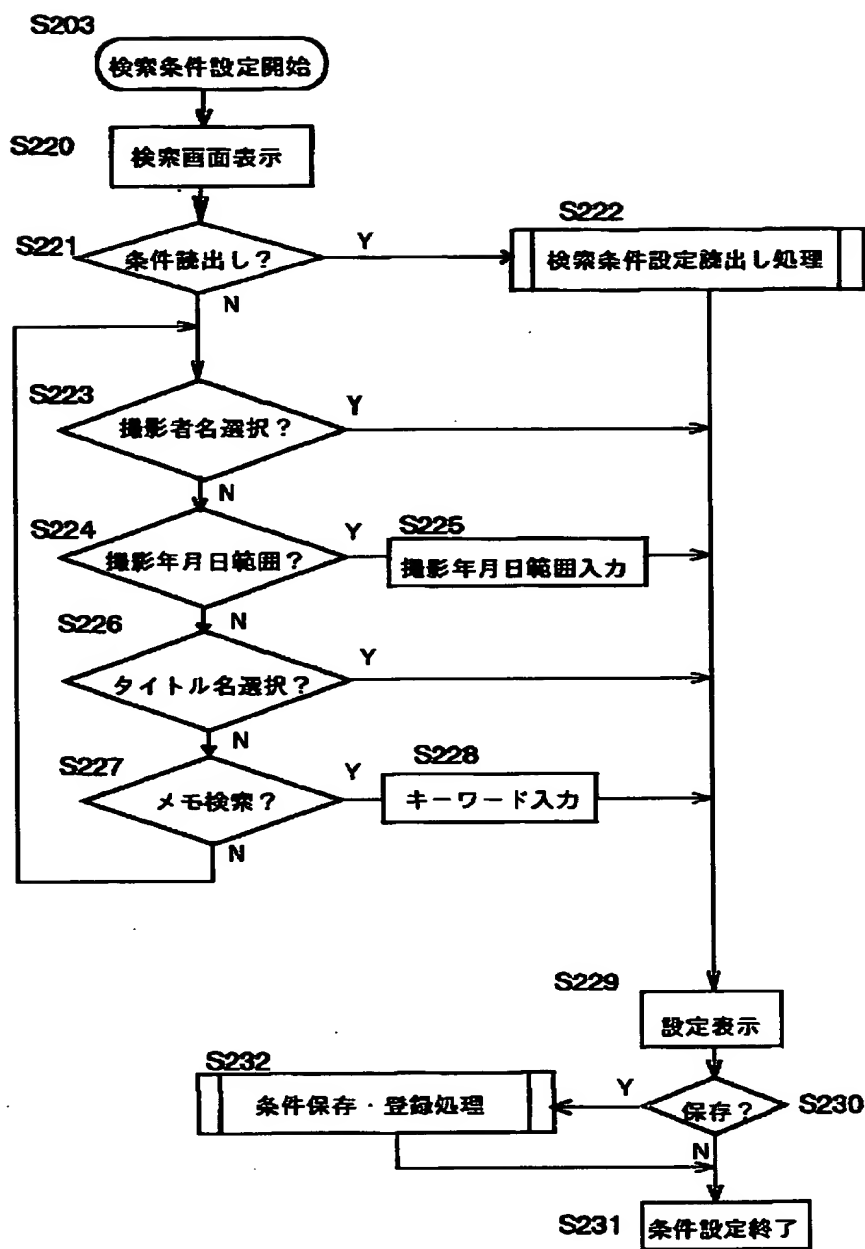 S203
検索条件設定開始
S220
検索画面表示
S221
条件読出し?
Y
N
S222
検索条件設定読出し処理
S223
撮影者名選択?
Y
N
S224
撮影年月日範囲?
Y
N
S225
撮影年月日範囲入力
S226
タイトル名選択?
Y
N
S227
メモ検索?
Y
N
S228
キーワード入力
S229
設定表示
S230
保存?
Y
N
S232
条件保存・登録処理
S231
条件設定終了